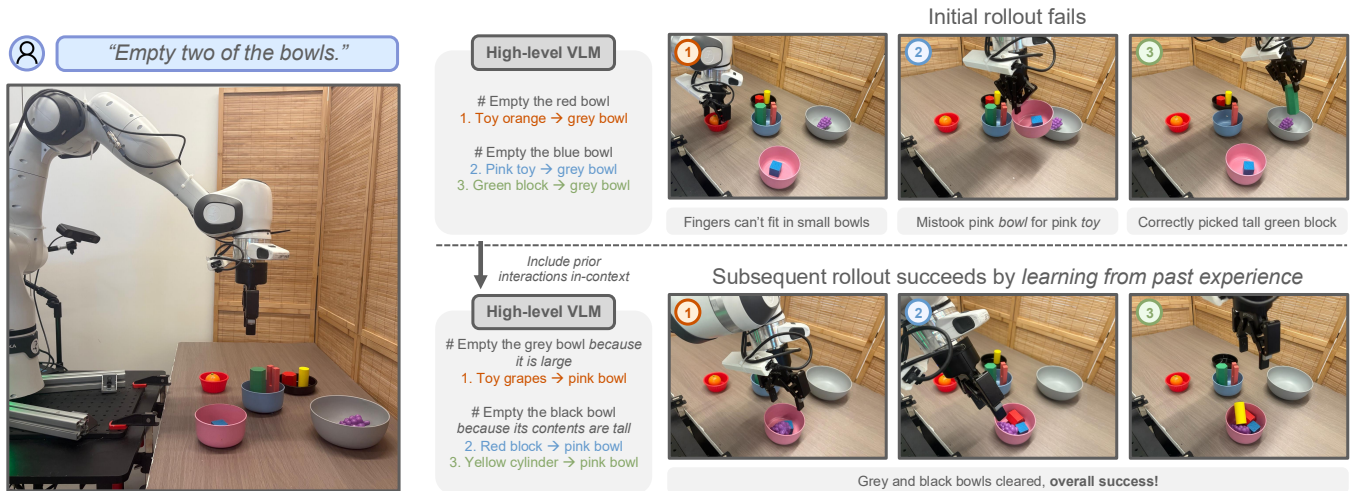 “Empty two of the bowls.”
High-level VLM
# Empty the red bowl
1. Toy orange → grey bowl
# Empty the blue bowl
2. Pink toy → grey bowl
3. Green block → grey bowl
Initial rollout fails
1
2
3
Fingers can’t fit in small bowls
Mistook pink bowl for pink toy
Correctly picked tall green block
Include prior
interactions in-context
High-level VLM
# Empty the grey bowl because
it is large
1. Toy grapes → pink bowl
# Empty the black bowl
because its contents are tall
2. Red block → pink bowl
3. Yellow cylinder → pink bowl
Subsequent rollout succeeds by learning from past experience
1
2
3
Grey and black bowls cleared, overall success!